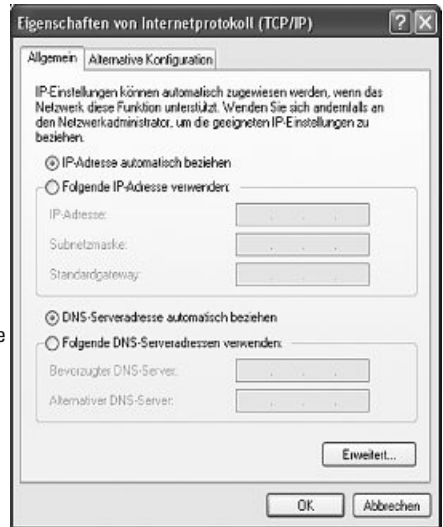 Eigenschaften von Internetprotokoll (TCP/IP)
Allgemein
Alternative Konfiguration
IP-Einstellungen können automatisch zugewiesen werden, wenn das
Netzwerk diese Funktion unterstützt. Wenden Sie sich andernfalls an
den Netzwerkadministrator, um die geeigneten IP-Einstellungen zu
beziehen.
IP-Adresse automatisch beziehen
Folgende IP-Adresse verwenden:
IP-Adresse:
Subnetzmaske:
Standardgateway:
DNS-Serveradresse automatisch beziehen
e
Folgende DNS-Serveradressen verwenden:
Bevorzugter DNS-Server:
Alternativer DNS-Server:
Erweitert...
OK
Abbrechen